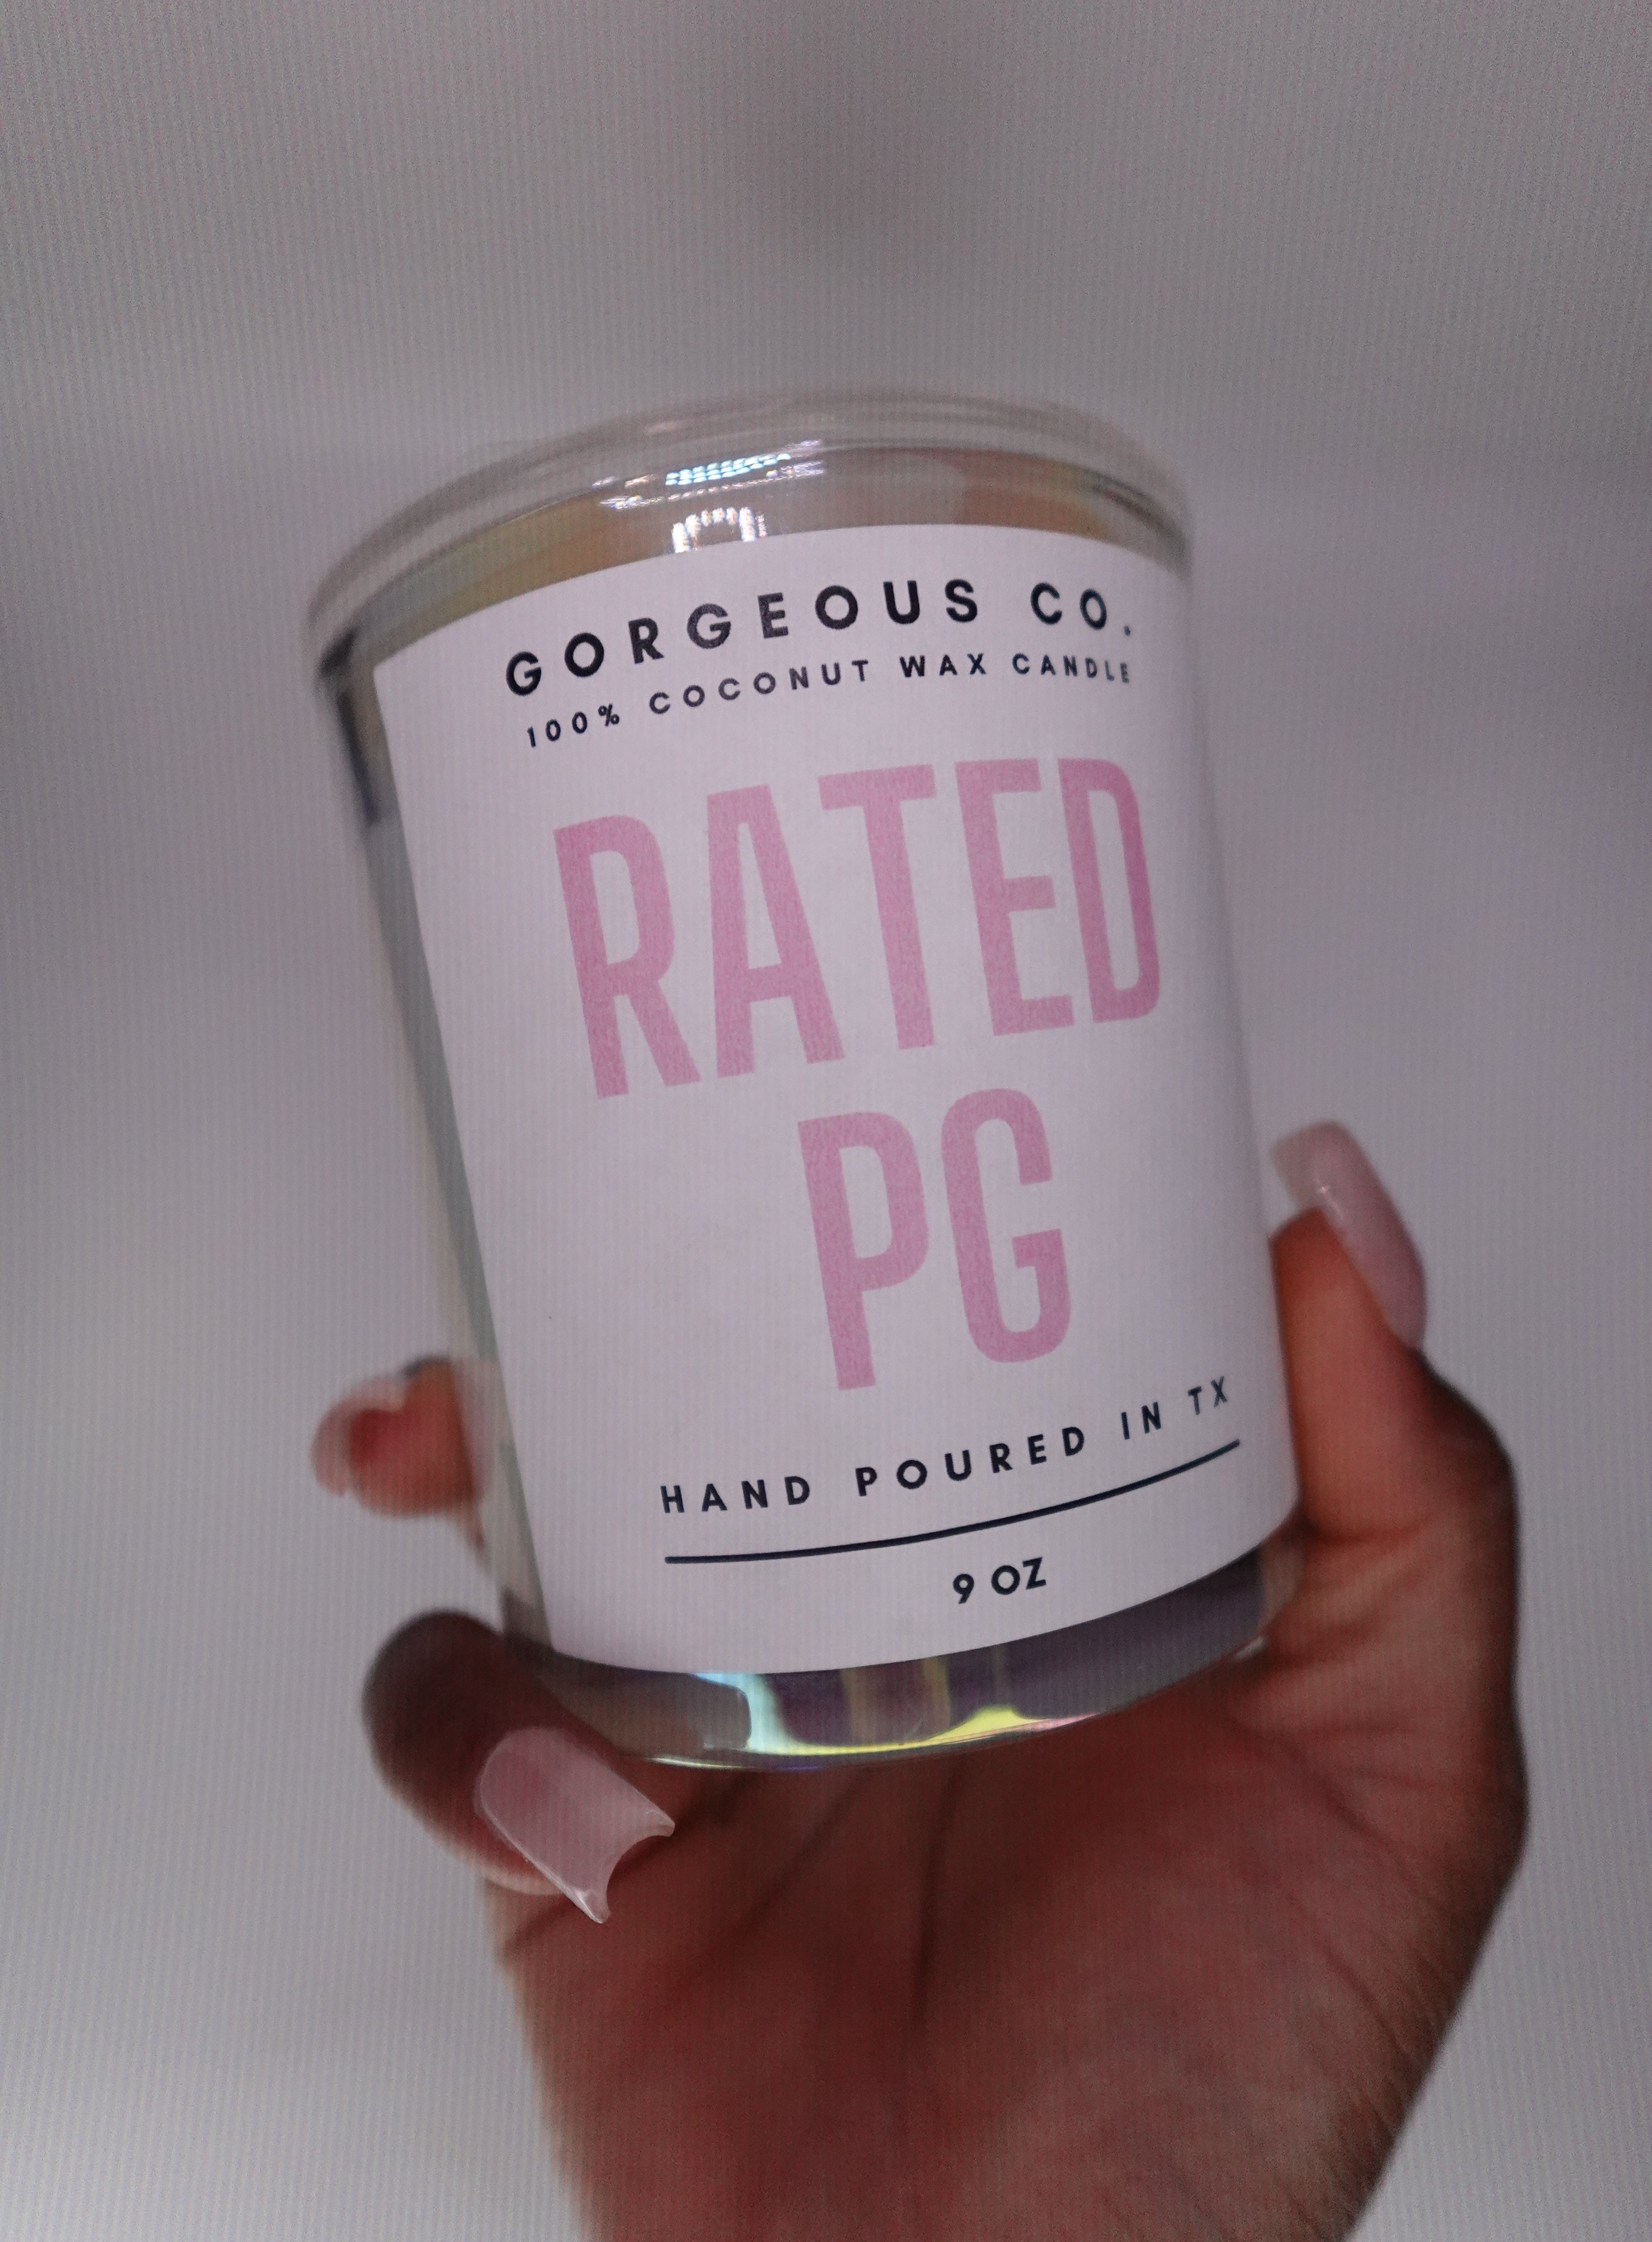 GORGEOUS CO.
100% COCONUT WAX CANDLE
RATED
PG
HAND POURED IN TX
9 OZ